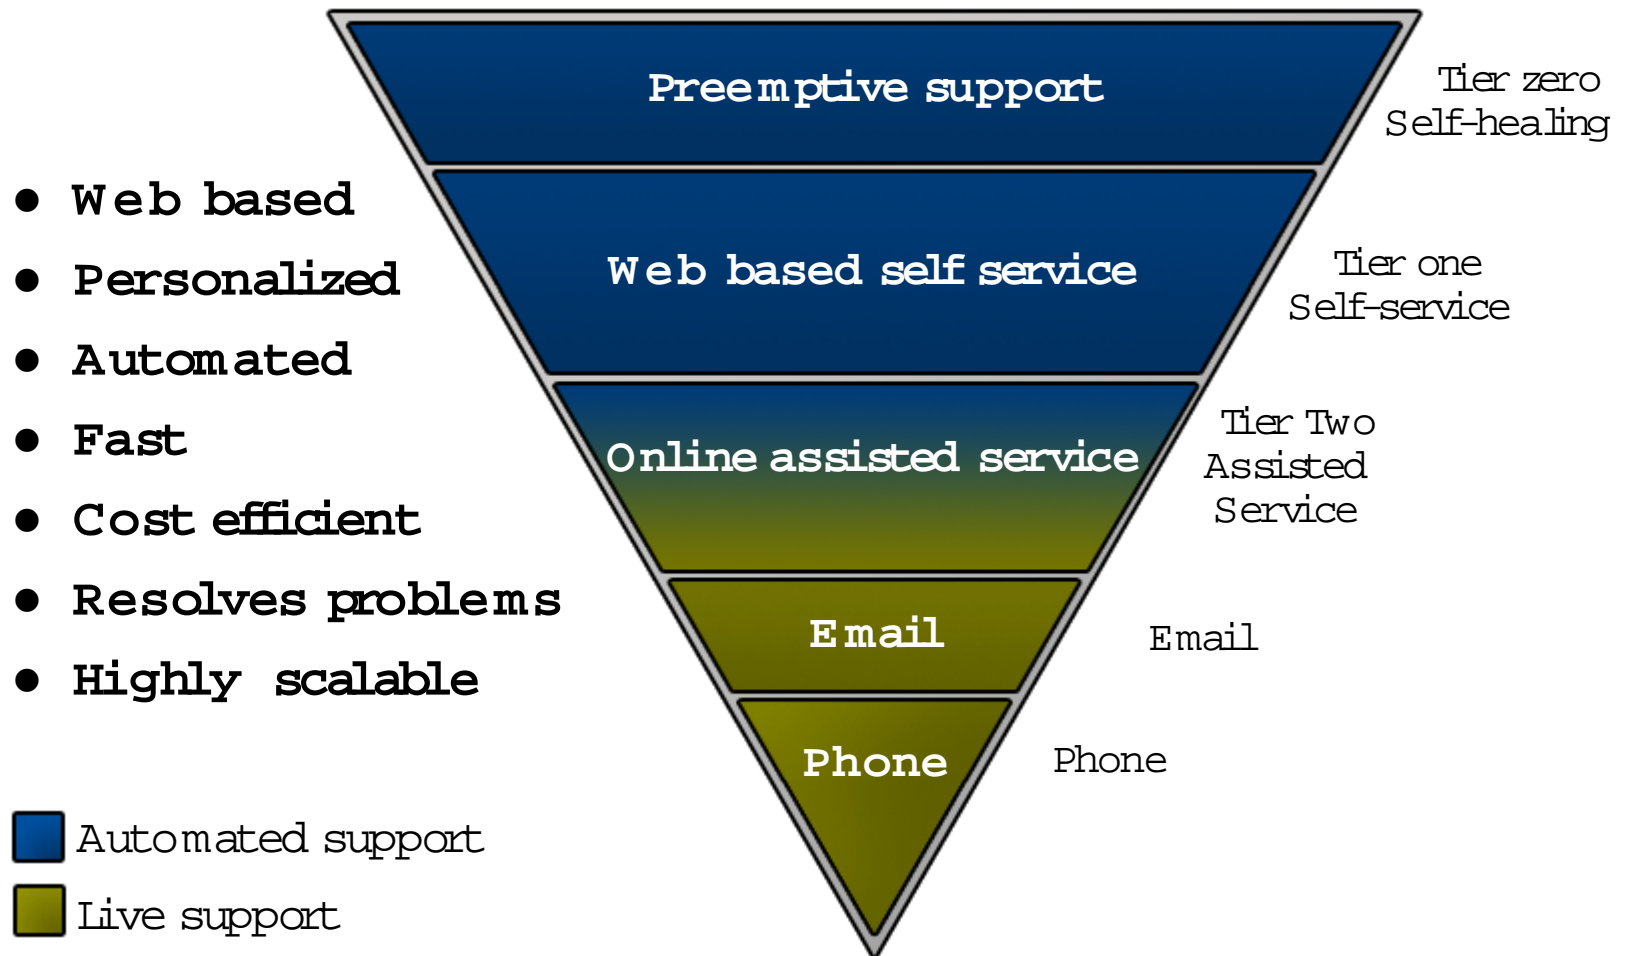 Preemptive support
Tier zero
Self-healing
● Web based
● Personalized
● Automated
● Fast
● Cost efficient
● Resolves problems
● Highly scalable
Web based self service
Tier one
Self-service
Online assisted service
Tier Two
Assisted
Service
Email
Email
Phone
Phone
Automated support
Live support